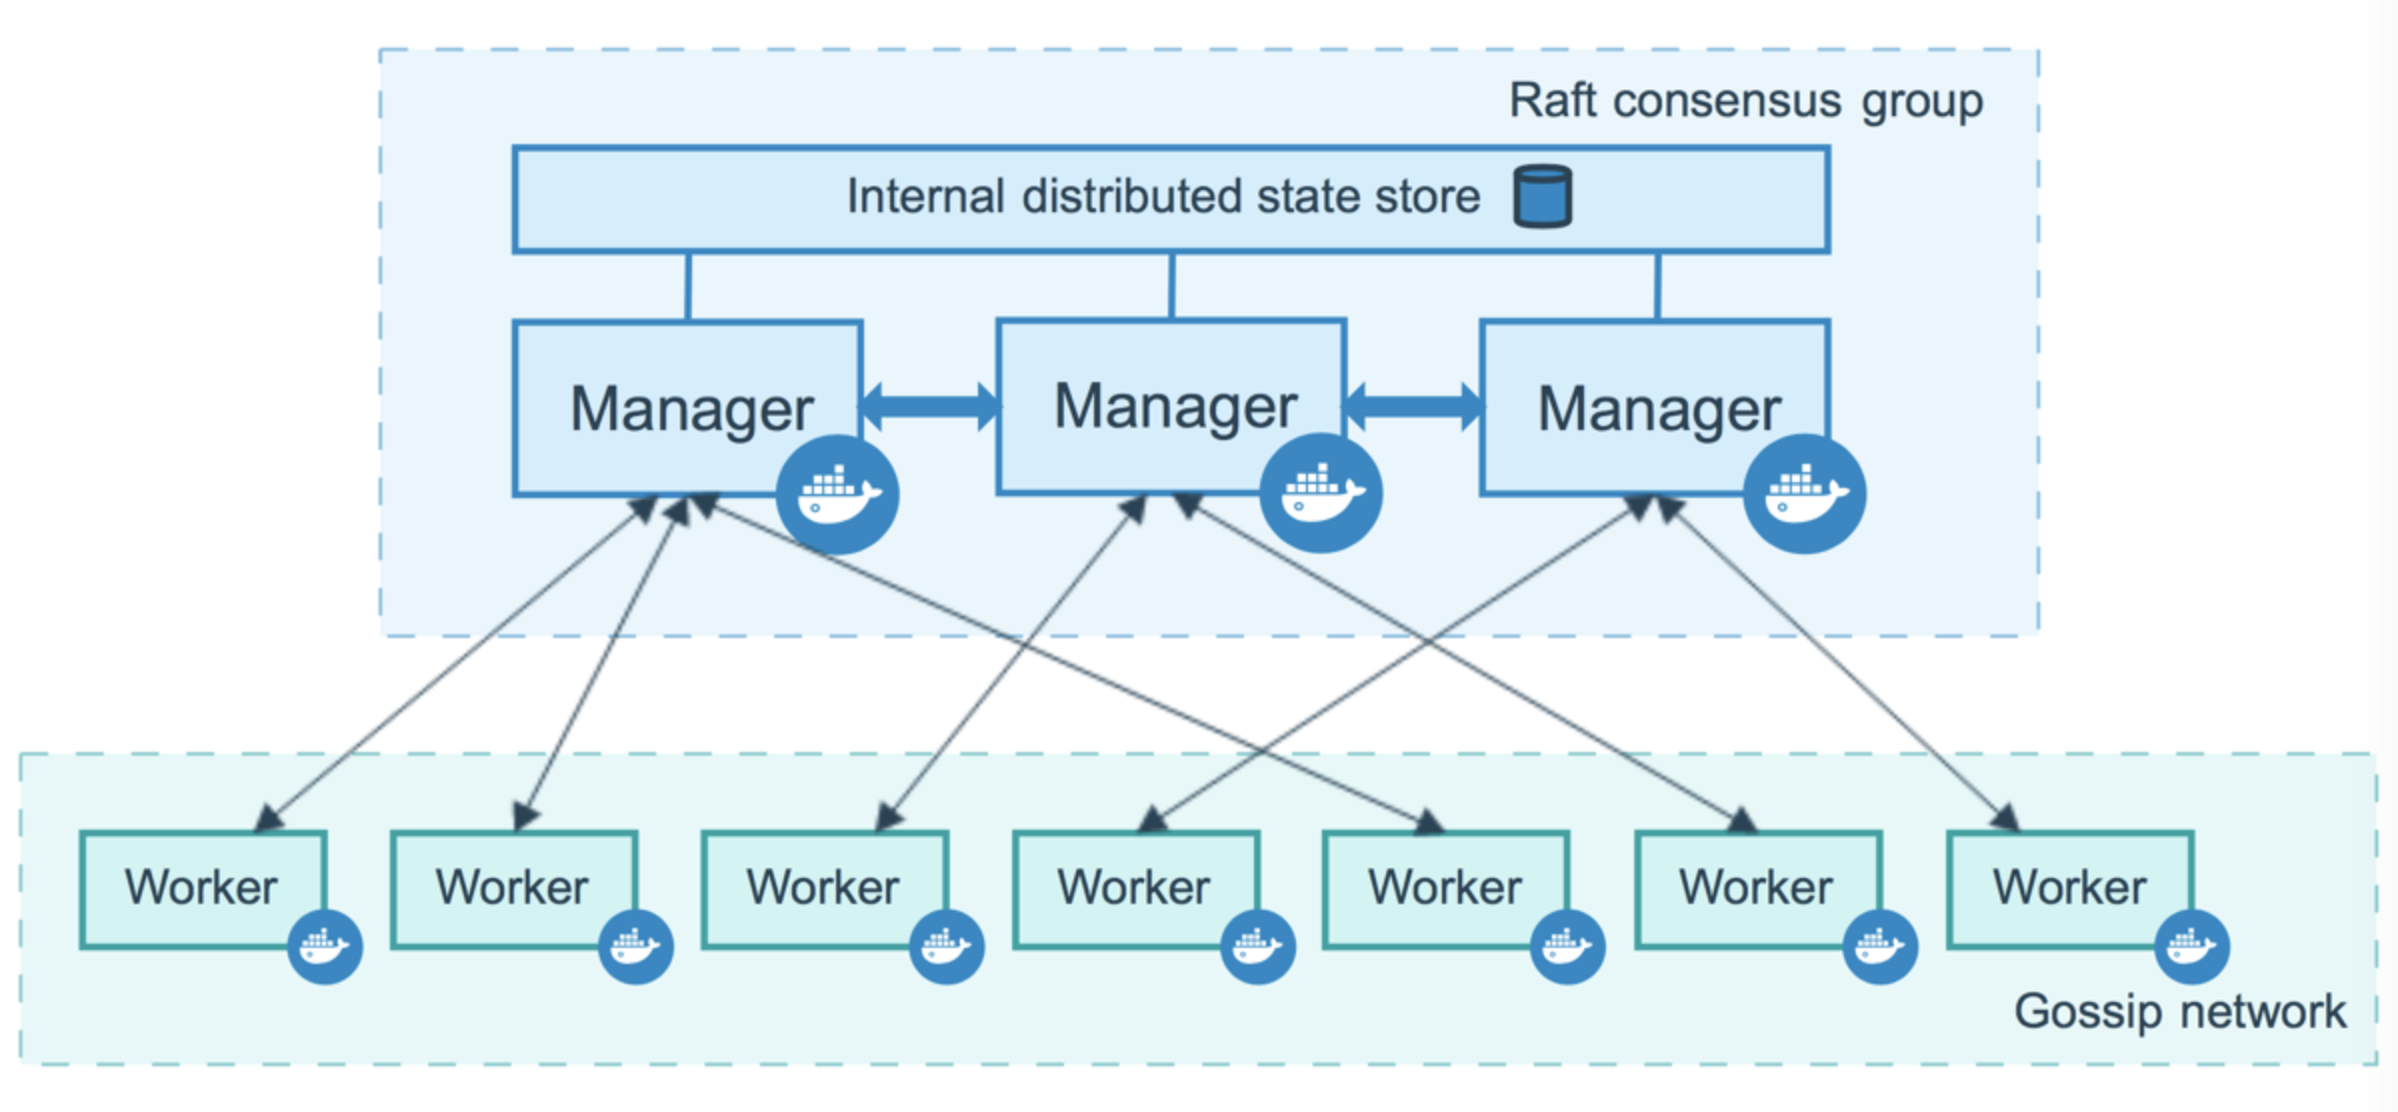 Raft consensus group
Internal distributed state store
Manager
Manager
Manager
Worker
Worker
Worker
Worker
Worker
Worker
Worker
Gossip network